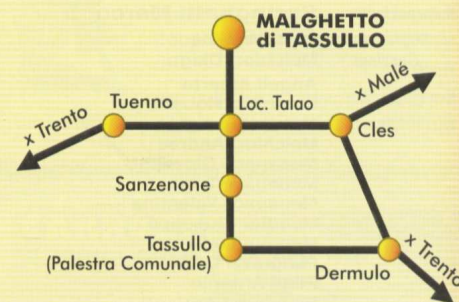 MALGHETTO
di TASSULLO
x Malé
Tuenno
Loc. Talao
x Trento
Cles
Sanzenone
Tassullo
(Palestra Comunale)
x Trento
Dermulo